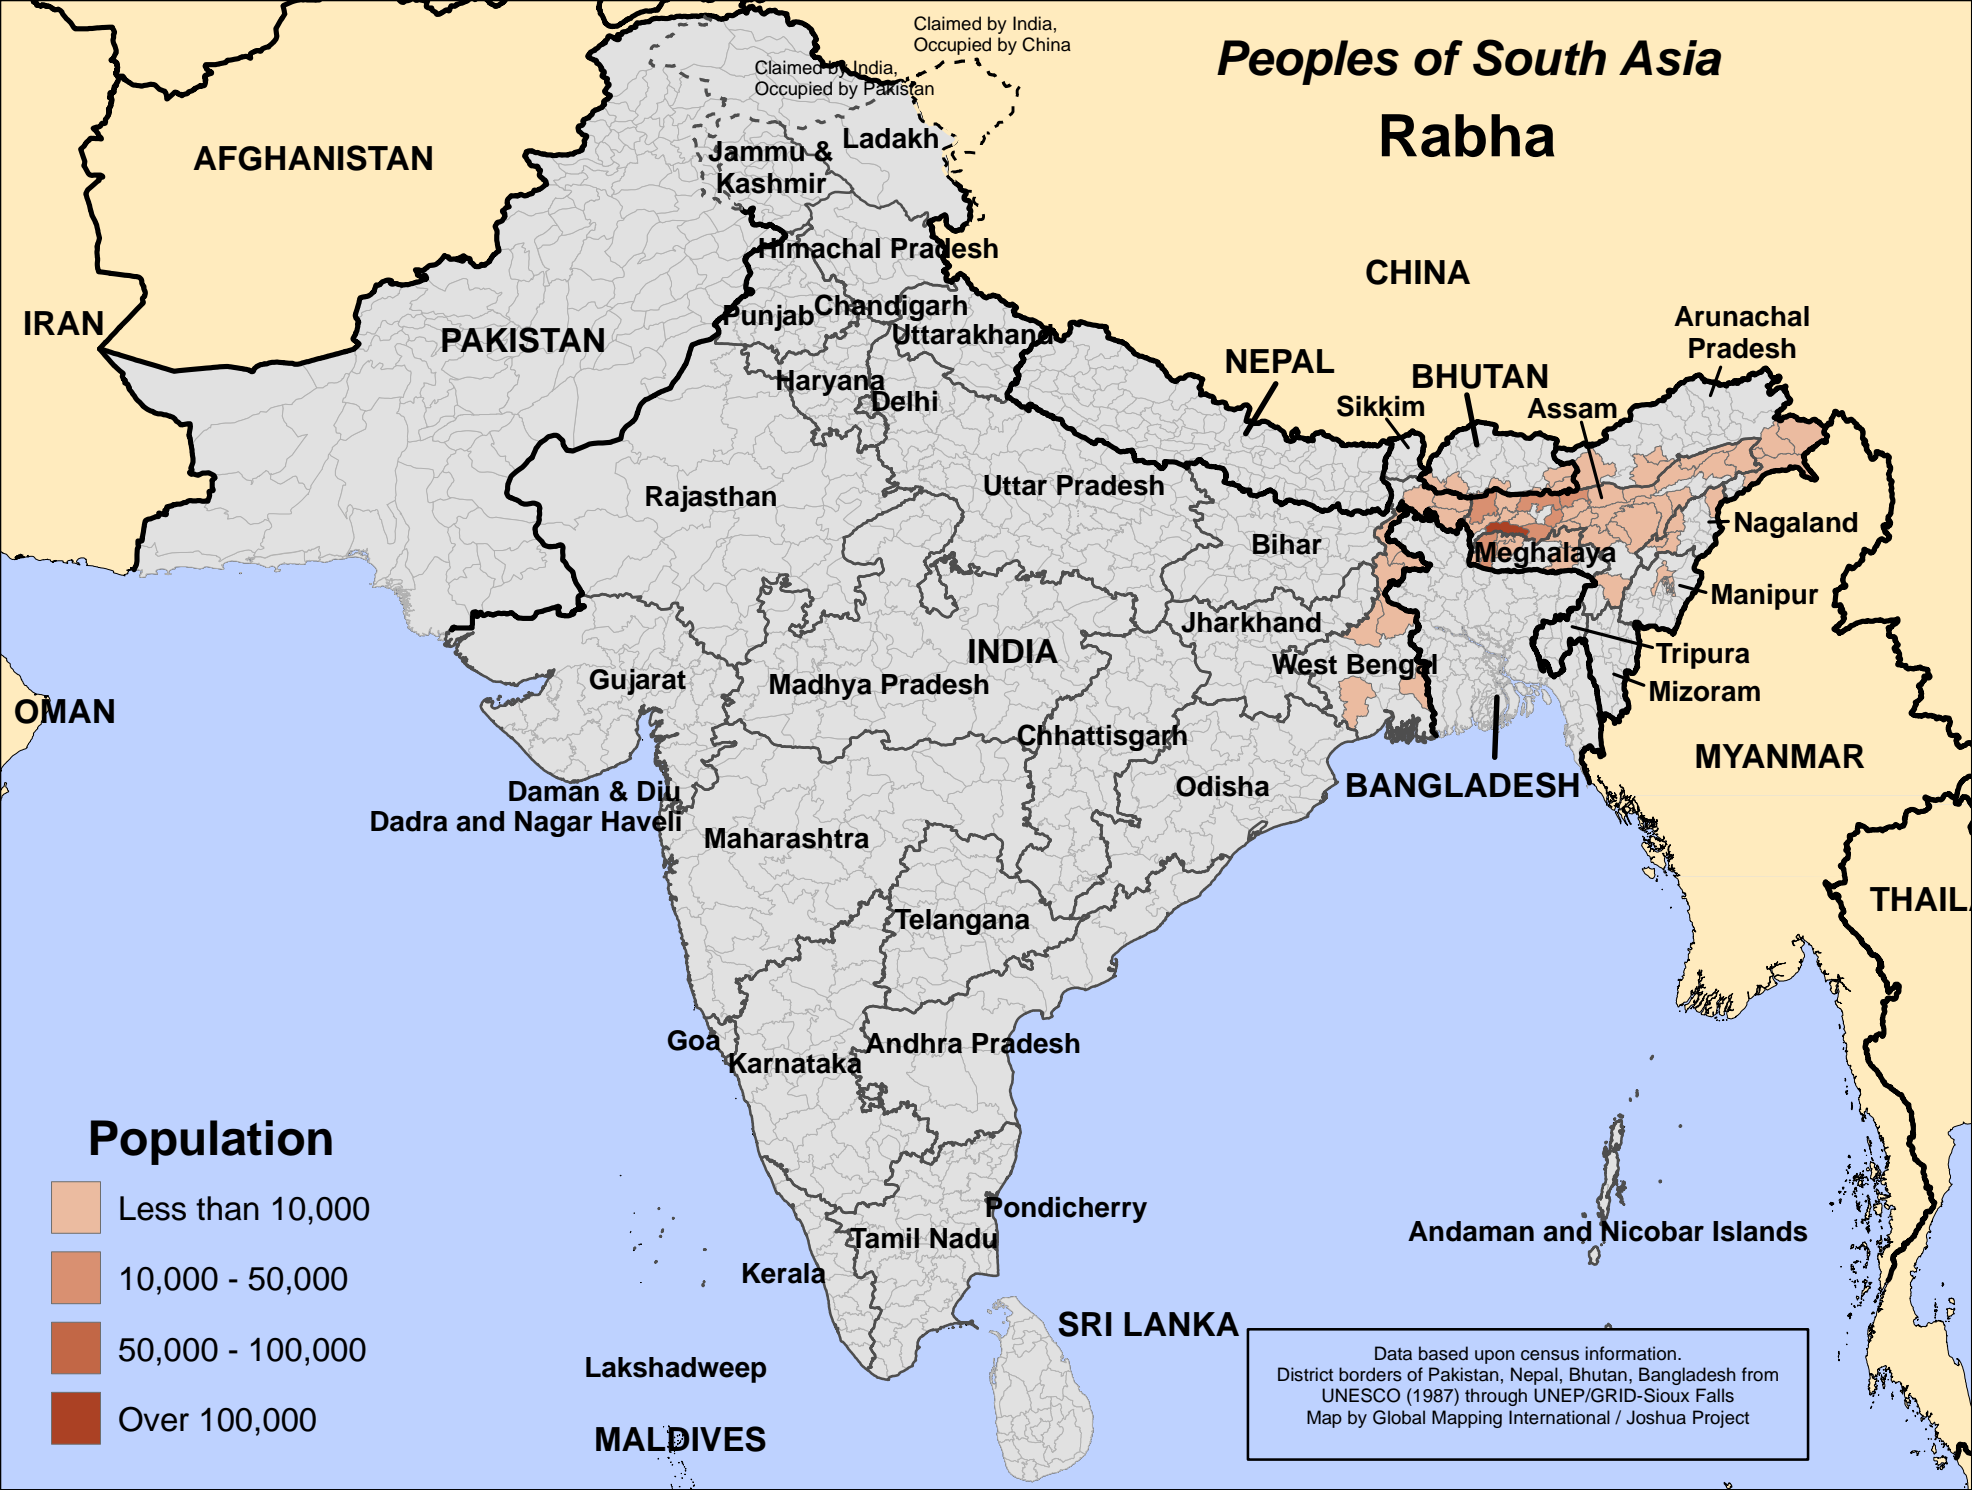 Claimed by India,
Occupied by China
Peoples of South Asia
Claimed by India,
Occupied by Pakistan
Rabha
Ladakh
AFGHANISTAN
Jammu &
Kashmir
Himachal Pradesh
CHINA
Chandigarh
Punjab
IRAN
Arunachal
Pradesh
Uttarakhand
PAKISTAN
NEPAL
BHUTAN
Haryana
Delhi
Sikkim
Assam
Uttar Pradesh
Rajasthan
Nagaland
Bihar
Meghalaya
Manipur
Jharkhand
INDIA
Tripura
West Bengal
Gujarat
Madhya Pradesh
Mizoram
OMAN
Chhattisgarh
MYANMAR
Odisha
BANGLADESH
Daman & Diu
Dadra and Nagar Haveli
Maharashtra
THAILA
Telangana
Goa
Andhra Pradesh
Karnataka
Population
Less than 10,000
10,000 - 50,000
50,000 - 100,000
Over 100,000
Pondicherry
Andaman and Nicobar Islands
Tamil Nadu
Kerala
SRI LANKA
Lakshadweep
MALDIVES
Data based upon census information.
District borders of Pakistan, Nepal, Bhutan, Bangladesh from
UNESCO (1987) through UNEP/GRID-Sioux Falls
Map by Global Mapping International / Joshua Project